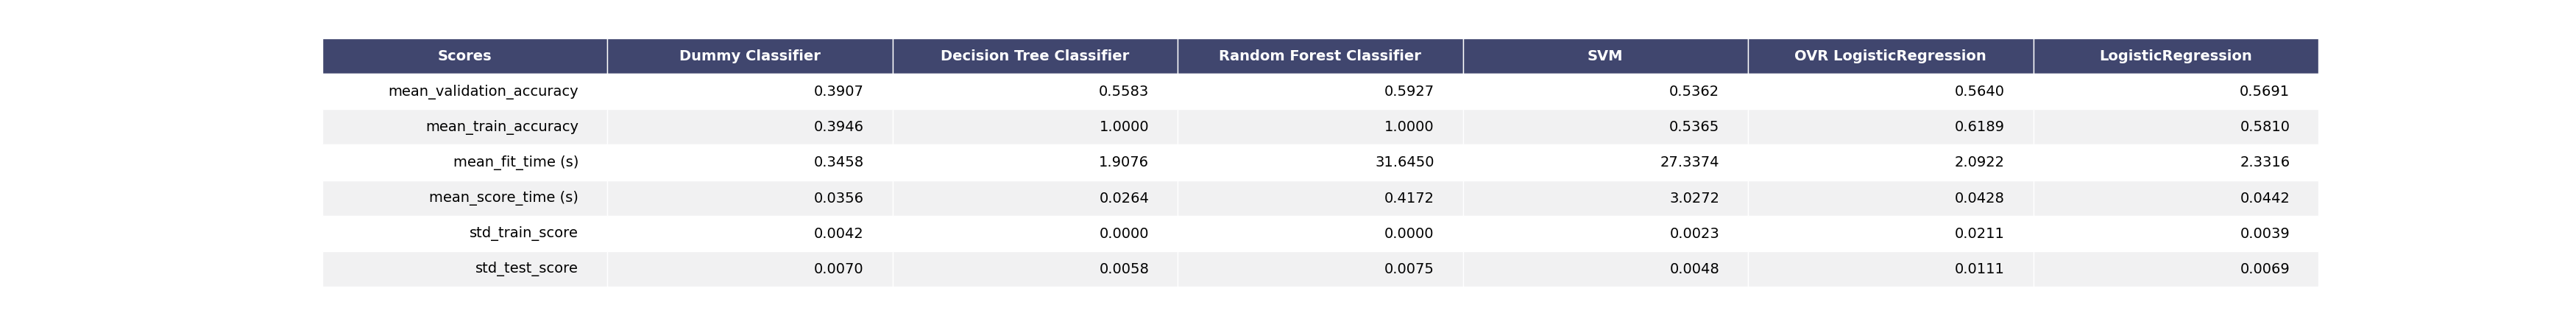 Scores Dummy Classifier Decision Tree Classifier Random Forest Classifier SVM OVR LogisticRegression LogisticRegression
mean_validation_accuracy 0.3907 0.5583 0.5927 0.5362 0.5640 0.5691
mean_train_accuracy 0.3946 1.0000 1.0000 0.5365 0.6189 0.5810
mean_fit_time (s) 0.3458 1.9076 31.6450 27.3374 2.0922 2.3316
mean_score_time (s) 0.0356 0.0264 0.4172 3.0272 0.0428 0.0442
std_train_score 0.0042 0.0000 0.0000 0.0023 0.0211 0.0039
std_test_score 0.0070 0.0058 0.0075 0.0048 0.0111 0.0069